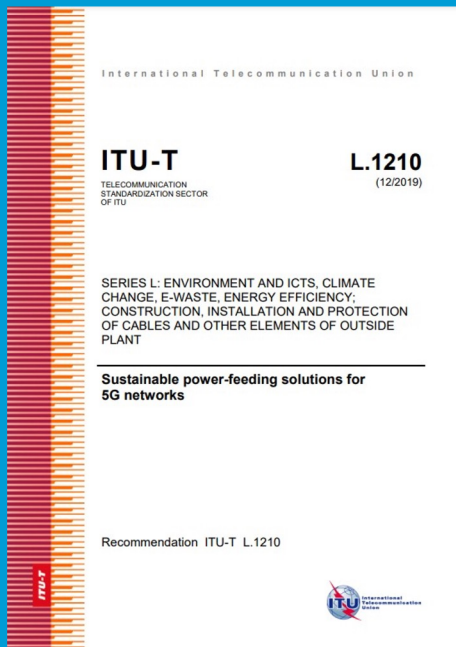 International Telecommunication Union
ITU-T
L.1210
TELECOMMUNICATION
STANDARDIZATION SECTOR
OF ITU
(12/2019)
SERIES L: ENVIRONMENT AND ICTS, CLIMATE
CHANGE, E-WASTE, ENERGY EFFICIENCY;
CONSTRUCTION, INSTALLATION AND PROTECTION
OF CABLES AND OTHER ELEMENTS OF OUTSIDE
PLANT
Sustainable power-feeding solutions for
5G networks
Recommendation ITU-T L.1210
ITU-T
ITU
International
Telecommunication
Union